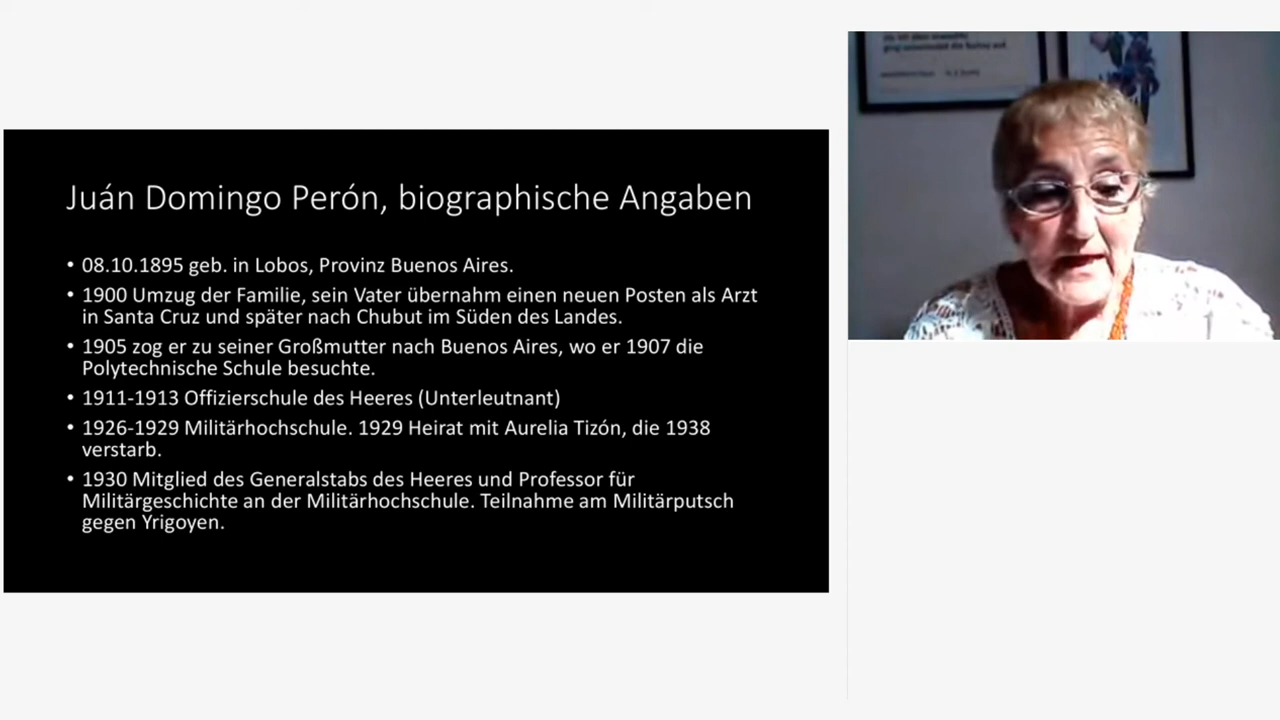 Juán Domingo Perón, biographische Angaben
• 08.10.1895 geb. in Lobos, Provinz Buenos Aires.
• 1900 Umzug der Familie, sein Vater übernahm einen neuen Posten als Arzt
in Santa Cruz und später nach Chubut im Süden des Landes.
• 1905 zog er zu seiner Großmutter nach Buenos Aires, wo er 1907 die
Polytechnische Schule besuchte.
• 1911-1913 Offizierschule des Heeres (Unterleutnant)
• 1926-1929 Militärhochschule. 1929 Heirat mit Aurelia Tizón, die 1938
verstarb.
• 1930 Mitglied des Generalstabs des Heeres und Professor für
Militärgeschichte an der Militärhochschule. Teilnahme am Militärputsch
gegen Yrigoyen.